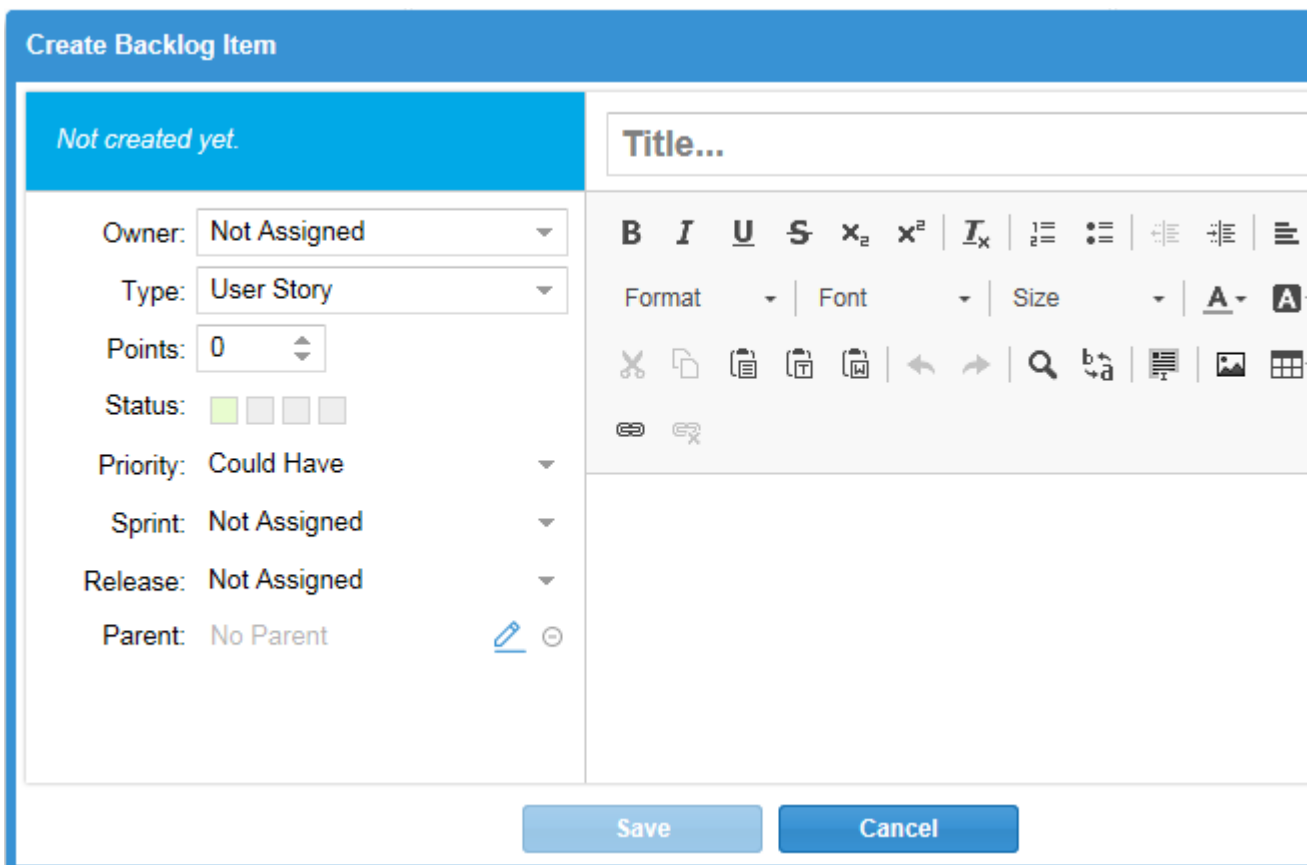 Create Backlog Item
Not created yet.
Title...
Owner: Not Assigned
Type: User Story
Points: 0
Status:
Priority: Could Have
Sprint: Not Assigned
Release: Not Assigned
Parent: No Parent
Format Font Size
Save Cancel